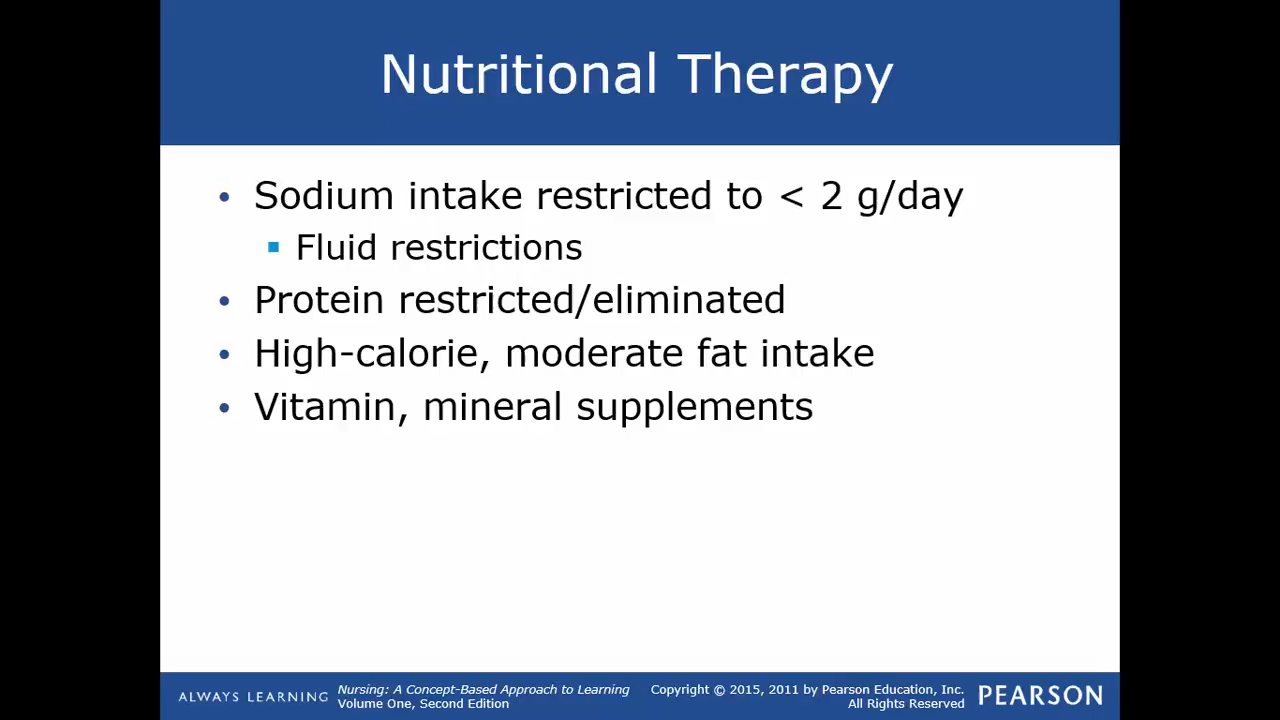 Nutritional Therapy
• Sodium intake restricted to < 2 g/day
▪ Fluid restrictions
• Protein restricted/eliminated
• High-calorie, moderate fat intake
• Vitamin, mineral supplements
ALWAYS LEARNING
Nursing: A Concept-Based Approach to Learning
Volume One, Second Edition
Copyright © 2015, 2011 by Pearson Education, Inc.
All Rights Reserved
PEARSON